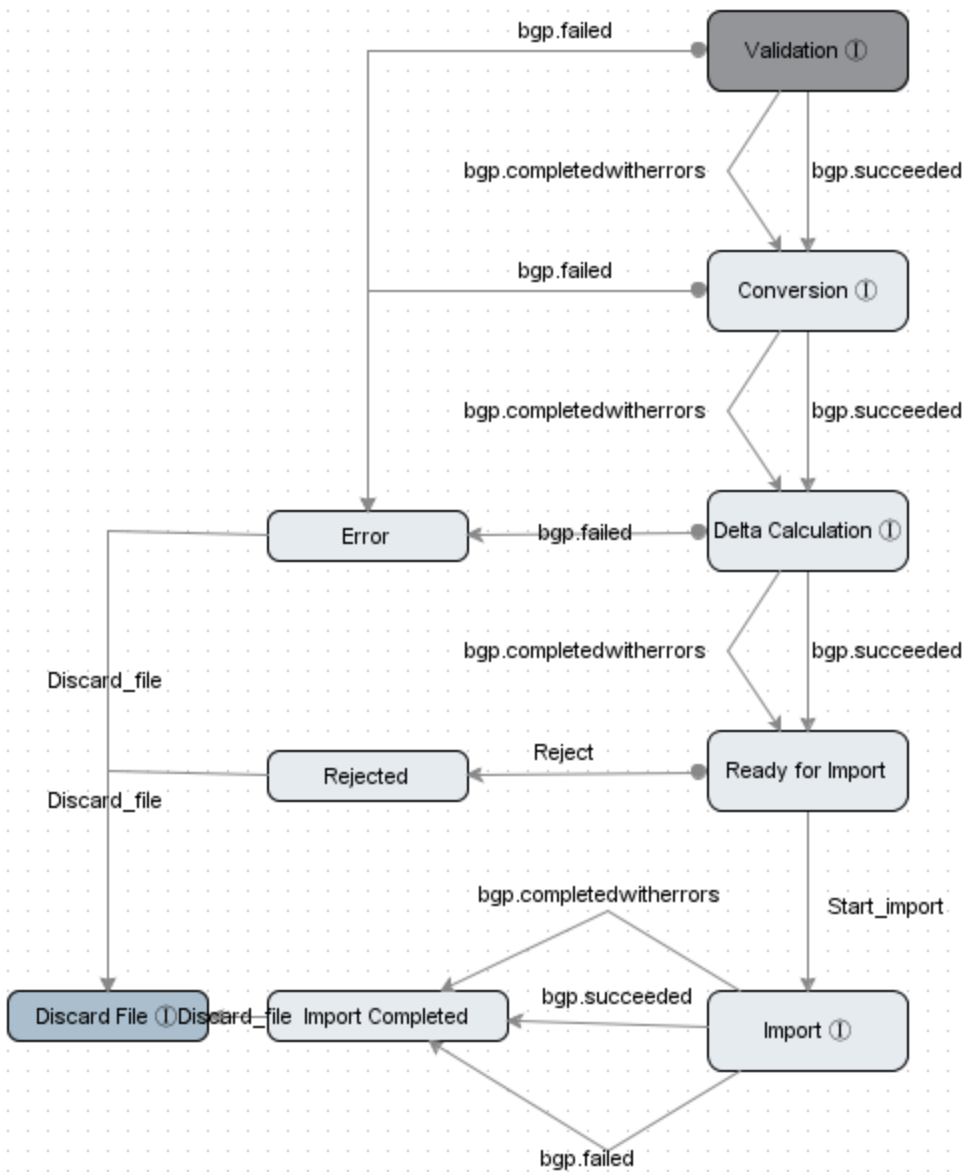 bgp.failed
Validation
bgp.completedwitherrors
bgp.succeeded
bgp.failed
Conversion
bgp.completedwitherrors
bgp.succeeded
Error
bgp.failed
Delta Calculation
bgp.completedwitherrors
bgp.succeeded
Discard_file
Reject
Rejected
Ready for Import
Discard_file
bgp.completedwitherrors
Start_import
bgp.succeeded
Discard File
Discard_file
Import Completed
Import
bgp.failed